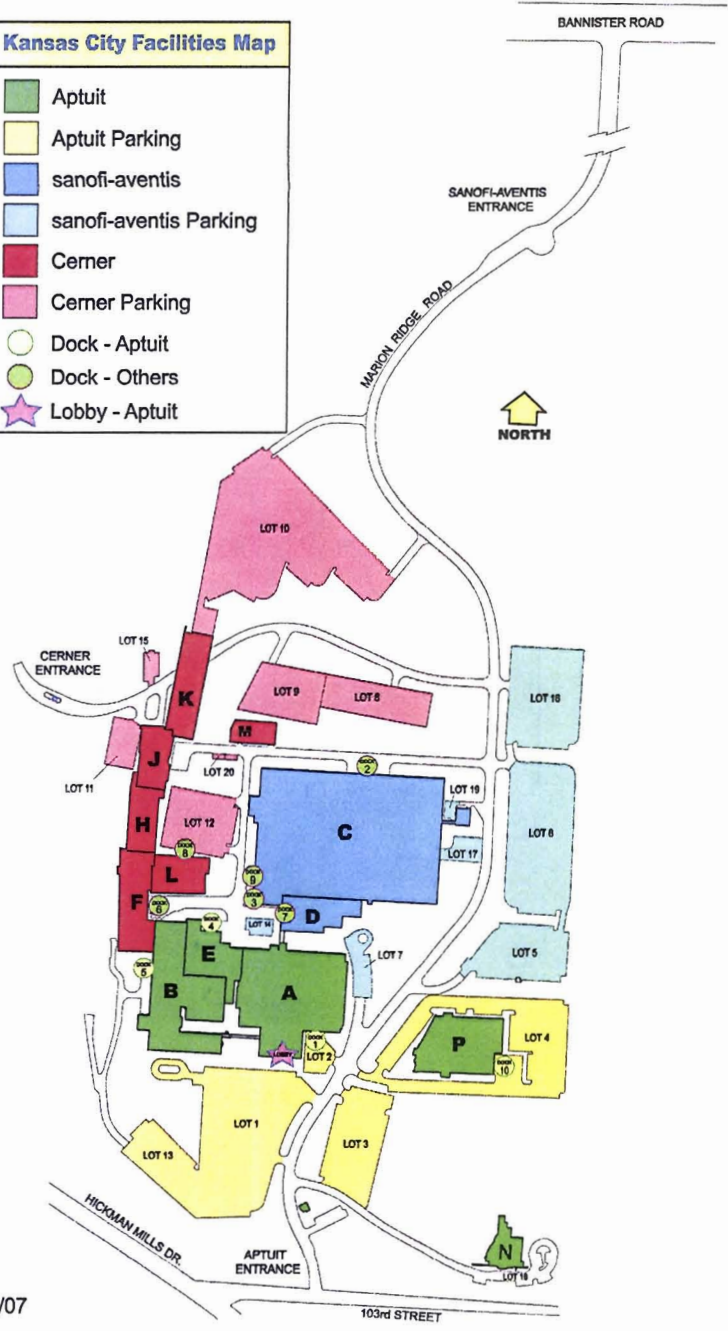 BANNISTER ROAD
Kansas City Facilities Map
Aptuit
Aptuit Parking
sanofi-aventis
sanofi-aventis Parking
Cerner
Cerner Parking
Dock - Aptuit
Dock - Others
Lobby - Aptuit
SANOFI-AVENTIS
ENTRANCE
MARION RIDGE ROAD
NORTH
LOT 10
LOT 15
CERNER
ENTRANCE
K
LOT 9
LOT 8
LOT 16
M
J
LOT 11
LOT 20
DOCK
2
LOT 19
H
LOT 12
C
LOT 6
DOCK
8
LOT 17
L
DOCK
9
F
DOCK
6
DOCK
3
DOCK
7
D
DOCK
4
LOT 14
E
LOT 7
LOT 5
DOCK
5
B
A
P
LOT 4
DOCK
1
LOBBY
LOT 2
DOCK
10
LOT 1
LOT 3
LOT 13
HICKMAN MILLS DR.
APTUIT
ENTRANCE
N
LOT 18
/07
103rd STREET